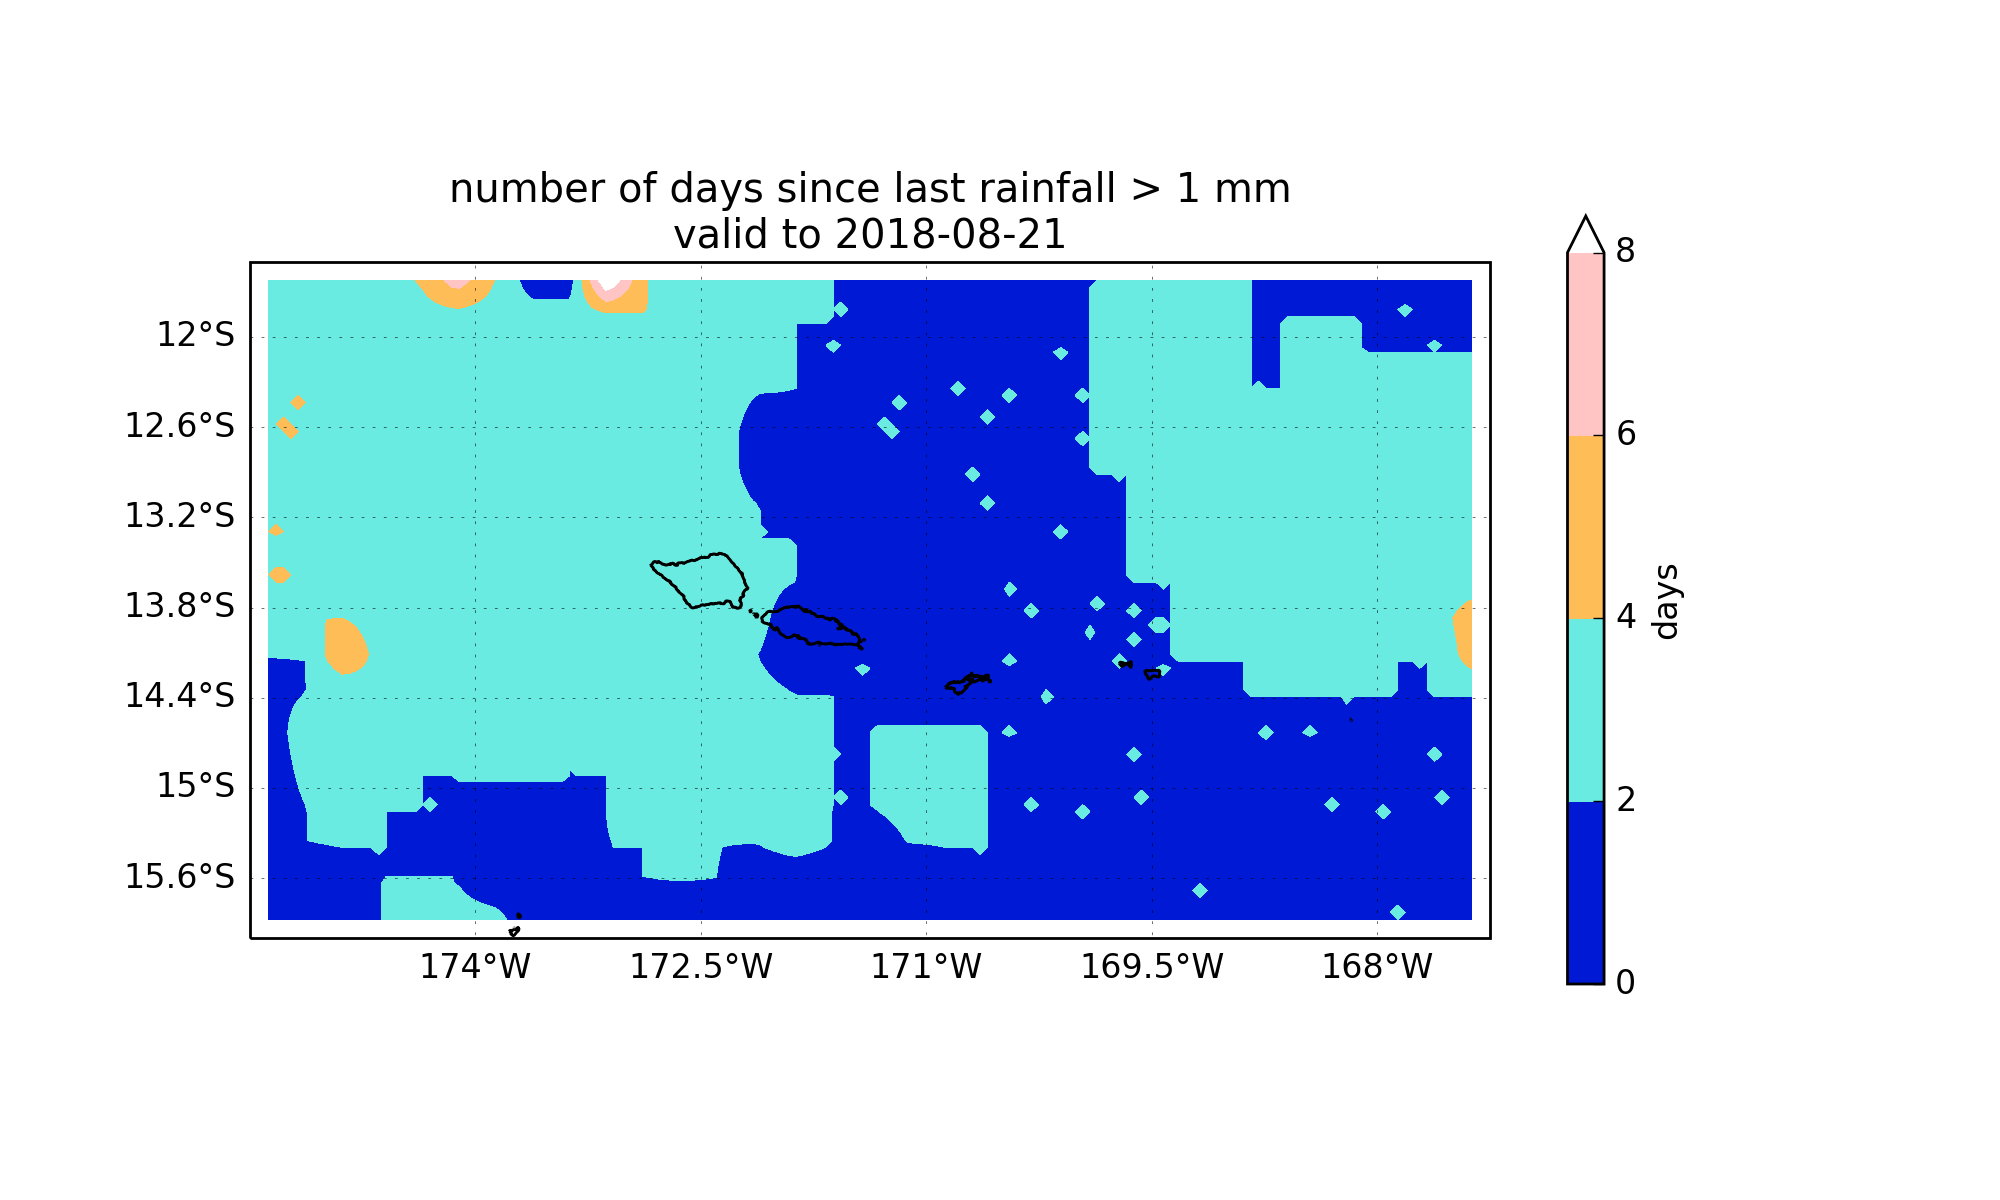 number of days since last rainfall > 1 mm
valid to 2018-08-21
12°S
12.6°S
13.2°S
13.8°S
14.4°S
15°S
15.6°S
174°W
172.5°W
171°W
169.5°W
168°W
8
6
4
2
0
days